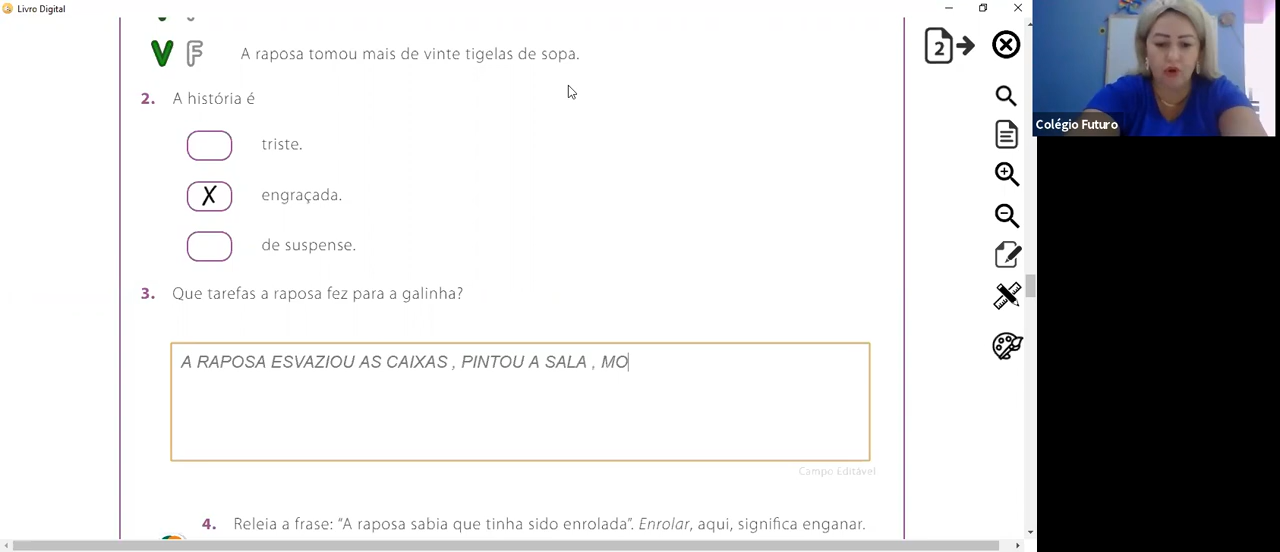 Livro Digital
V F A raposa tomou mais de vinte tigelas de sopa.
2. A história é
triste.
X engraçada.
de suspense.
3. Que tarefas a raposa fez para a galinha?
A RAPOSA ESVAZIOU AS CAIXAS , PINTOU A SALA , MO
Campo Editável
4. Releia a frase: “A raposa sabia que tinha sido enrolada”. Enrolar, aqui, significa enganar.
2
Colégio Futuro